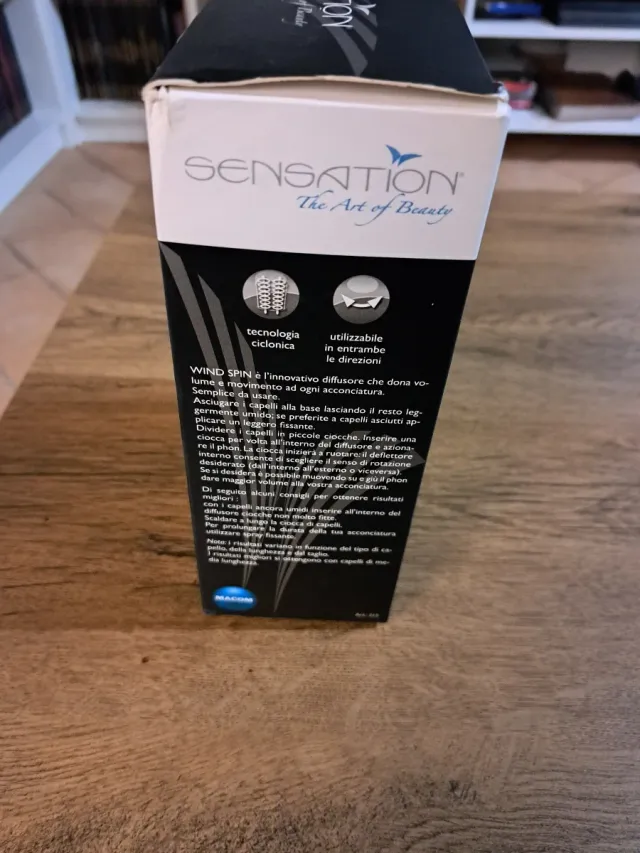 SENSATION®
The Art of Beauty
tecnologia
ciclonica
utilizzabile
in entrambe
le direzioni
WIND SPIN è l'innovativo diffusore che dona vo-
lume e movimento ad ogni acconciatura.
Semplice da usare.
Asciugare i capelli alla base lasciando il resto leg-
germente umido; se preferite a capelli asciutti ap-
plicare un leggero fissante.
Dividere i capelli in piccole ciocche. Inserire una
ciocca per volta all'interno del diffusore e aziona-
re il phon. La ciocca inizierà a ruotare: il deflettore
interno consente di scegliere il senso di rotazione
desiderato (dall'interno all'esterno o viceversa).
Se si desidera è possibile muovendo su e giù il phon
dare maggior volume alla vostra acconciatura.
Di seguito alcuni consigli per ottenere risultati
migliori :
con i capelli ancora umidi inserire all'interno del
diffusore ciocche non molto fitte.
Scaldare a lungo la ciocca di capelli.
Per prolungare la durata della tua acconciatura
utilizzare spray fissante.
Note: i risultati variano in funzione del tipo di ca-
pello, della lunghezza e dal taglio.
I risultati migliori si ottengono con capelli di me-
dia lunghezza.
MACOM